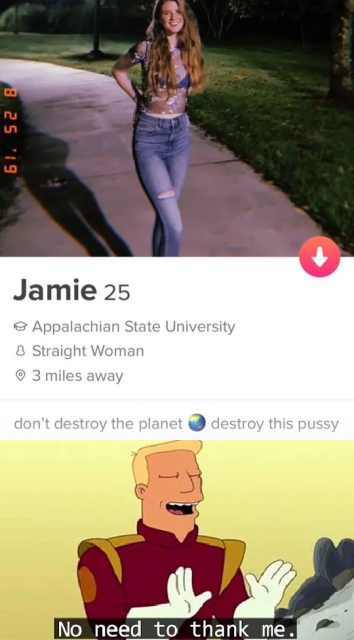 8 25 '19
Jamie 25
Appalachian State University
Straight Woman
3 miles away
don't destroy the planet 🌏 destroy this pussy
No need to thank me